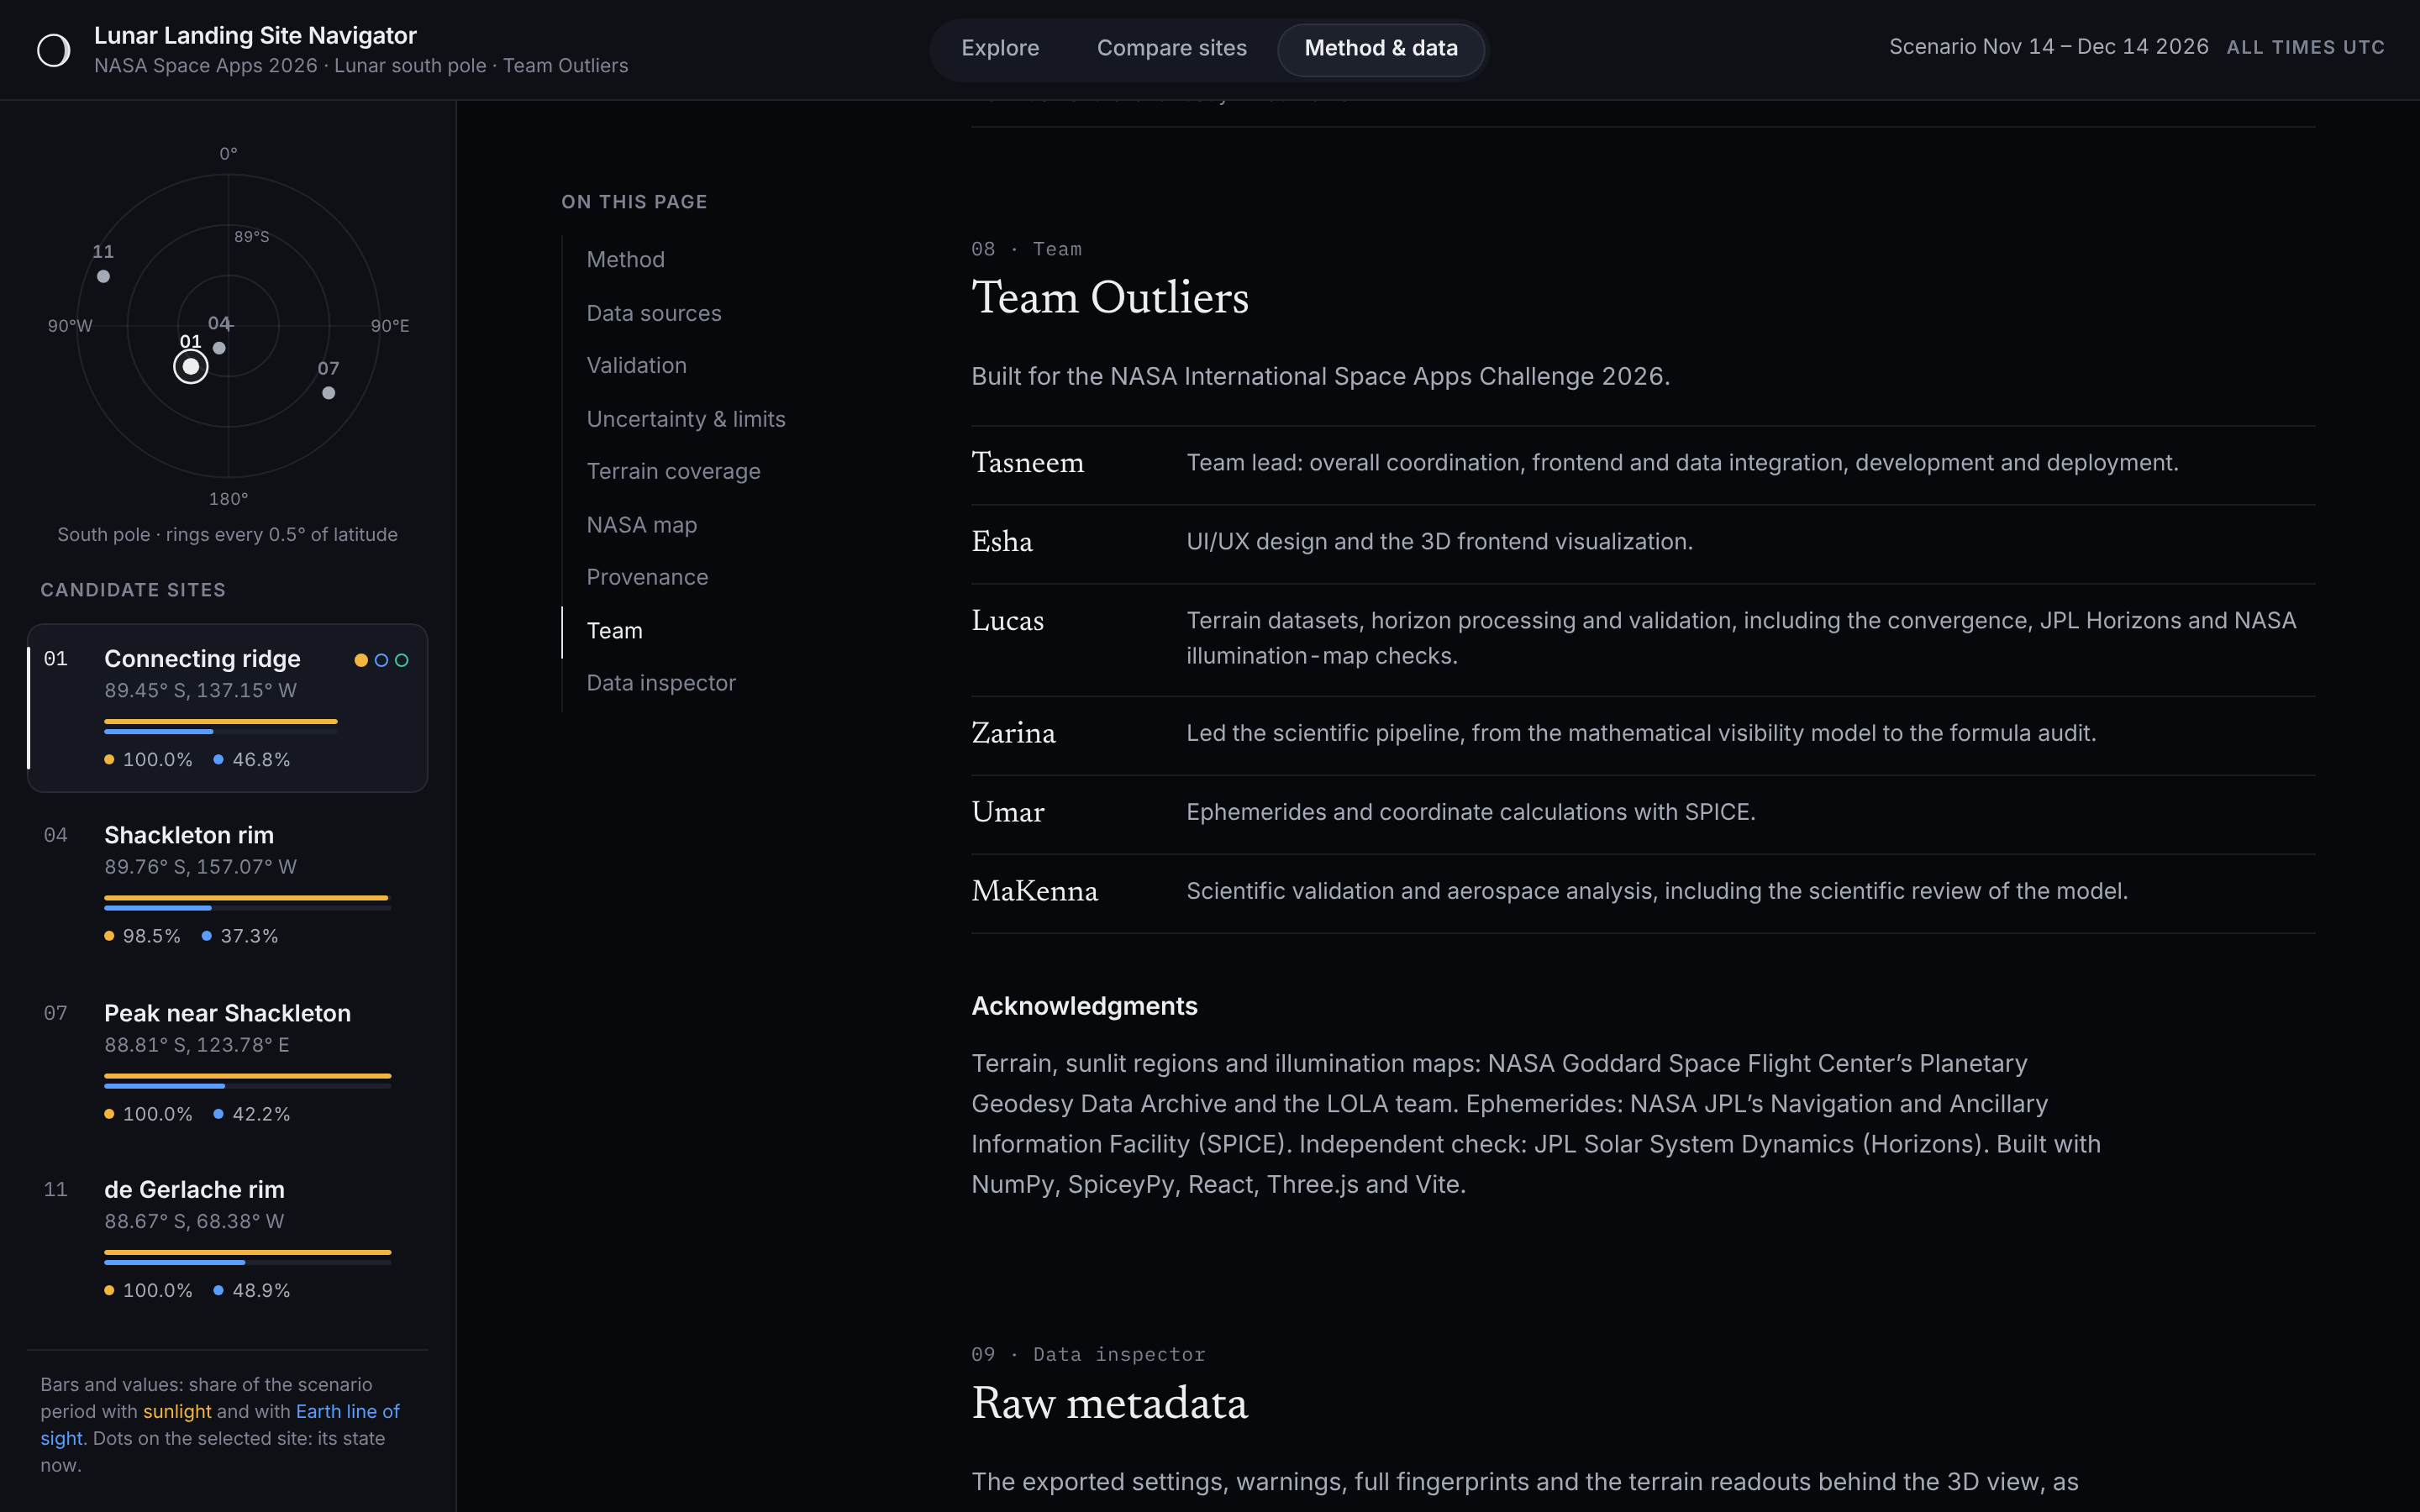 Lunar Landing Site Navigator
NASA Space Apps 2026 · Lunar south pole · Team Outliers
Explore
Compare sites
Method & data
Scenario Nov 14 – Dec 14 2026 ALL TIMES UTC
0°
89°S
11
90°W
04
90°E
01
07
180°
South pole · rings every 0.5° of latitude
CANDIDATE SITES
01
Connecting ridge
89.45° S, 137.15° W
100.0% 46.8%
04
Shackleton rim
89.76° S, 157.07° W
98.5% 37.3%
07
Peak near Shackleton
88.81° S, 123.78° E
100.0% 42.2%
11
de Gerlache rim
88.67° S, 68.38° W
100.0% 48.9%
Bars and values: share of the scenario
period with sunlight and with Earth line of
sight. Dots on the selected site: its state
now.
ON THIS PAGE
Method
Data sources
Validation
Uncertainty & limits
Terrain coverage
NASA map
Provenance
Team
Data inspector
08 · Team
Team Outliers
Built for the NASA International Space Apps Challenge 2026.
Tasneem
Team lead: overall coordination, frontend and data integration, development and deployment.
Esha
UI/UX design and the 3D frontend visualization.
Lucas
Terrain datasets, horizon processing and validation, including the convergence, JPL Horizons and NASA
illumination-map checks.
Zarina
Led the scientific pipeline, from the mathematical visibility model to the formula audit.
Umar
Ephemerides and coordinate calculations with SPICE.
MaKenna
Scientific validation and aerospace analysis, including the scientific review of the model.
Acknowledgments
Terrain, sunlit regions and illumination maps: NASA Goddard Space Flight Center’s Planetary
Geodesy Data Archive and the LOLA team. Ephemerides: NASA JPL’s Navigation and Ancillary
Information Facility (SPICE). Independent check: JPL Solar System Dynamics (Horizons). Built with
NumPy, SpiceyPy, React, Three.js and Vite.
09 · Data inspector
Raw metadata
The exported settings, warnings, full fingerprints and the terrain readouts behind the 3D view, as